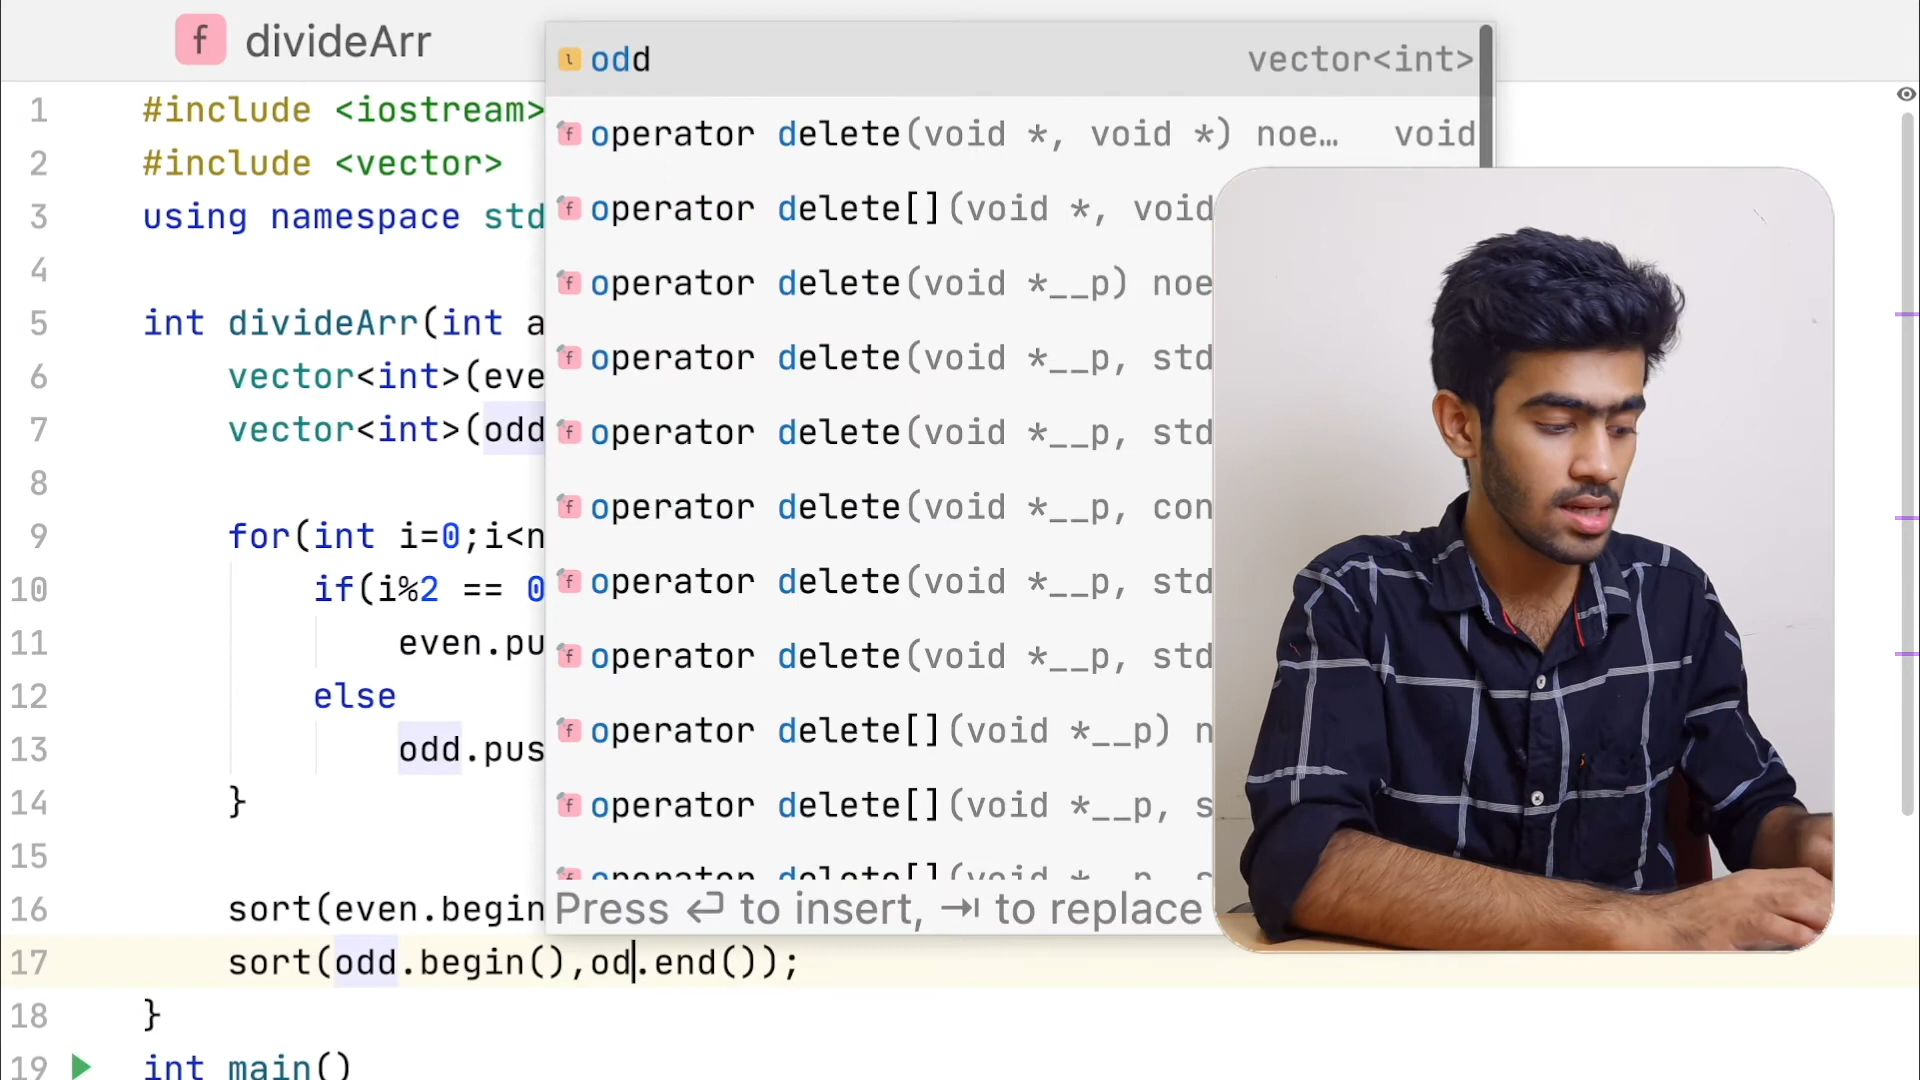 f divideArr
odd vector<int>
operator delete(void *, void *) noe… void
operator delete[](void *, void
operator delete(void *__p) noe
operator delete(void *__p, std
operator delete(void *__p, std
operator delete(void *__p, con
operator delete(void *__p, std
operator delete(void *__p, std
operator delete[](void *__p) n
operator delete[](void *__p, s
Press ⏎ to insert, ⇥ to replace
1 #include <iostream>
2 #include <vector>
3 using namespace std
4
5 int divideArr(int a
6 vector<int>(eve
7 vector<int>(odd
8
9 for(int i=0;i<n
10 if(i%2 == 0
11 even.pu
12 else
13 odd.pus
14 }
15
16 sort(even.begin
17 sort(odd.begin(),od.end());
18 }
19 int main()